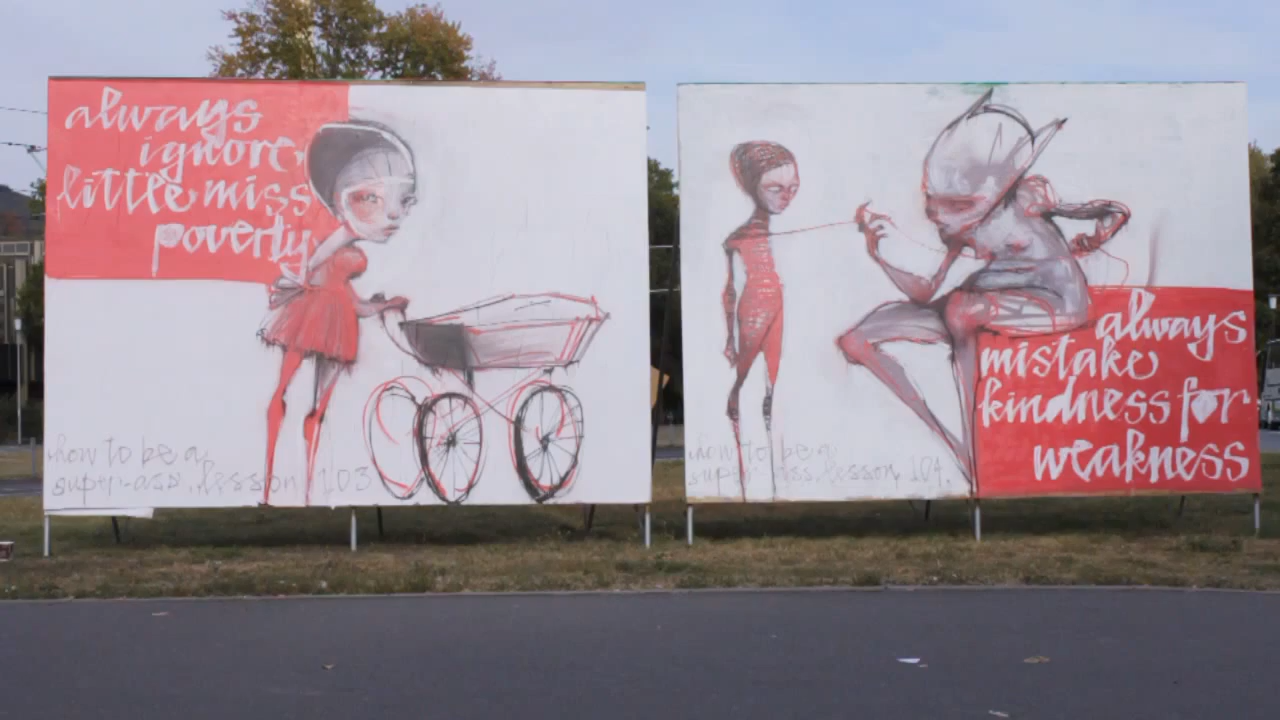 always
ignore
little miss
poverty
how to be a
super-ass, lesson 103
always
mistake
kindness for
weakness
how to be a
super ass, lesson 104.